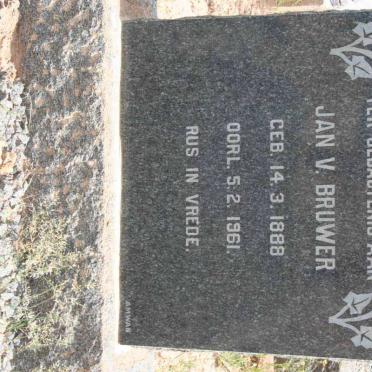 TER GEDAGTENIS AAN
JAN V. BRUWER
GEB. 14. 3. 1888
OORL. 5. 2. 1961.
RUS IN VREDE.